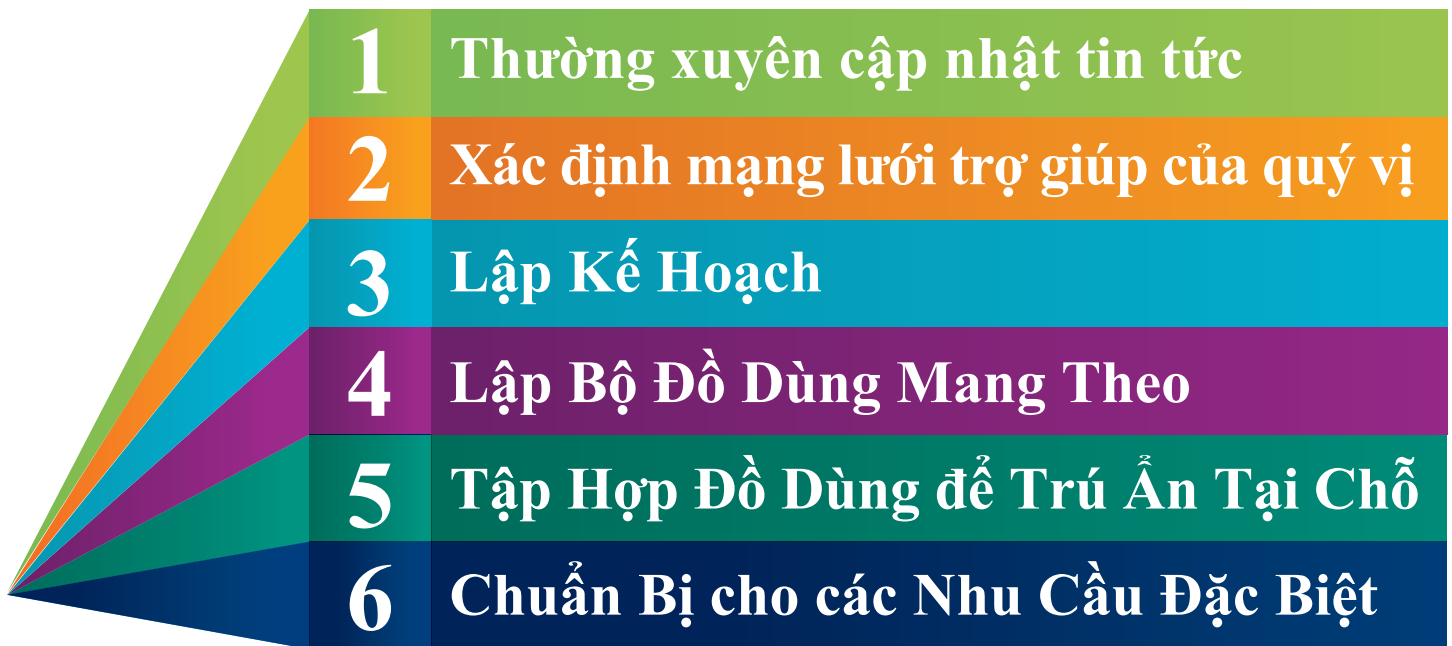 1 Thường xuyên cập nhật tin tức
2 Xác định mạng lưới trợ giúp của quý vị
3 Lập Kế Hoạch
4 Lập Bộ Đồ Dùng Mang Theo
5 Tập Hợp Đồ Dùng để Trú Ẩn Tại Chỗ
6 Chuẩn Bị cho các Nhu Cầu Đặc Biệt